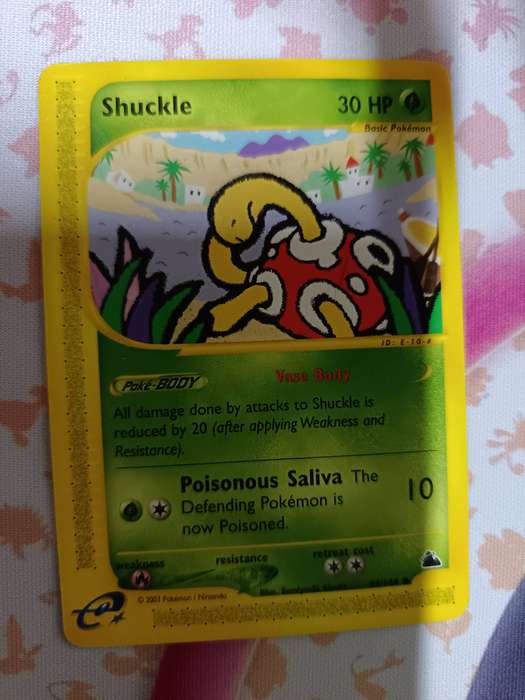 Shuckle 30 HP
Basic Pokémon
ID: E-10-#
Poké-BODY Vase Body
All damage done by attacks to Shuckle is
reduced by 20 (after applying Weakness and
Resistance).
Poisonous Saliva The 10
Defending Pokémon is
now Poisoned.
weakness resistance retreat cost
© 2003 Pokémon / Nintendo
e